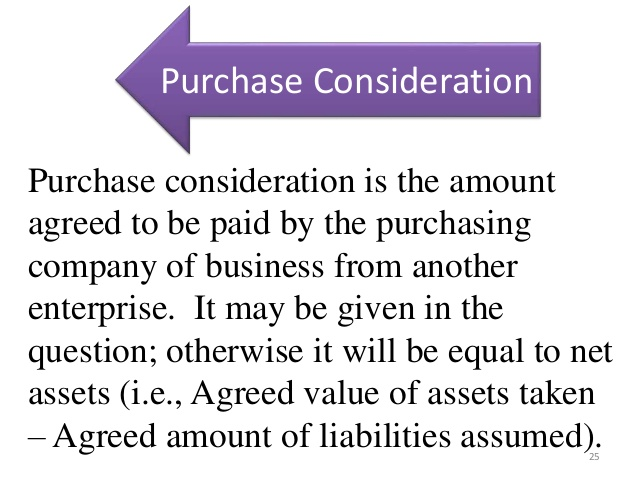 Purchase Consideration
Purchase consideration is the amount
agreed to be paid by the purchasing
company of business from another
enterprise.  It may be given in the
question; otherwise it will be equal to net
assets (i.e., Agreed value of assets taken
– Agreed amount of liabilities assumed).
25